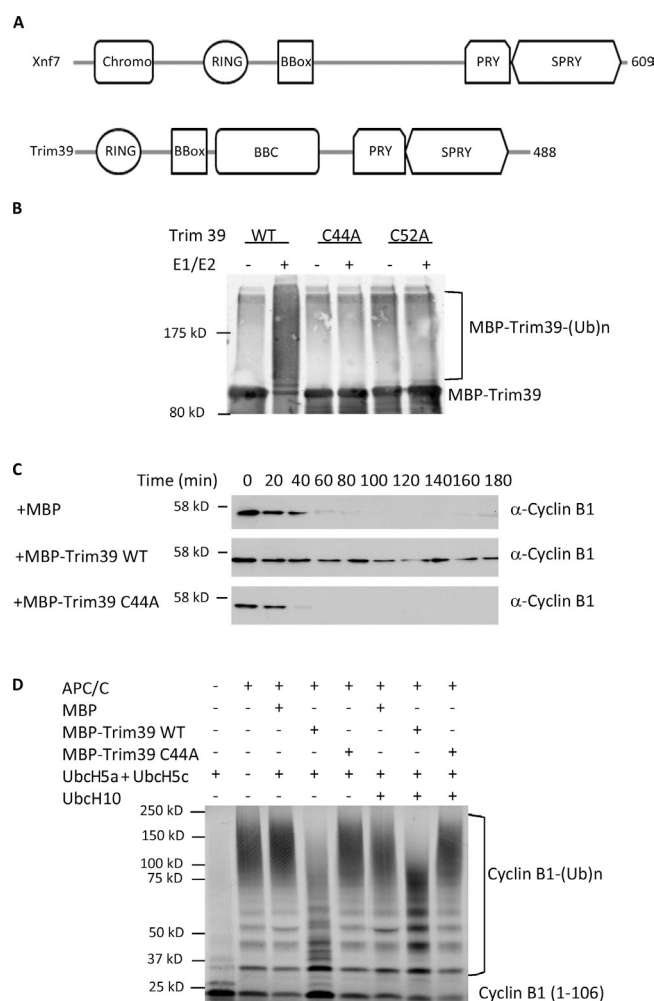 A
Xnf7 Chromo RING BBox PRY SPRY 609
Trim39 RING BBox BBC PRY SPRY 488
B
Trim 39 WT C44A C52A
E1/E2 - + - + - +
175 kD
MBP-Trim39-(Ub)n
MBP-Trim39
80 kD
C
Time (min) 0 20 40 60 80 100 120 140 160 180
+MBP 58 kD α-Cyclin B1
+MBP-Trim39 WT 58 kD α-Cyclin B1
+MBP-Trim39 C44A 58 kD α-Cyclin B1
D
APC/C - + + + + + + +
MBP + +
MBP-Trim39 WT + +
MBP-Trim39 C44A + +
UbcH5a + UbcH5c + - + + + + + +
UbcH10 - - - - - + + +
250 kD
150 kD
100 kD
75 kD
Cyclin B1-(Ub)n
50 kD
37 kD
25 kD
Cyclin B1 (1-106)